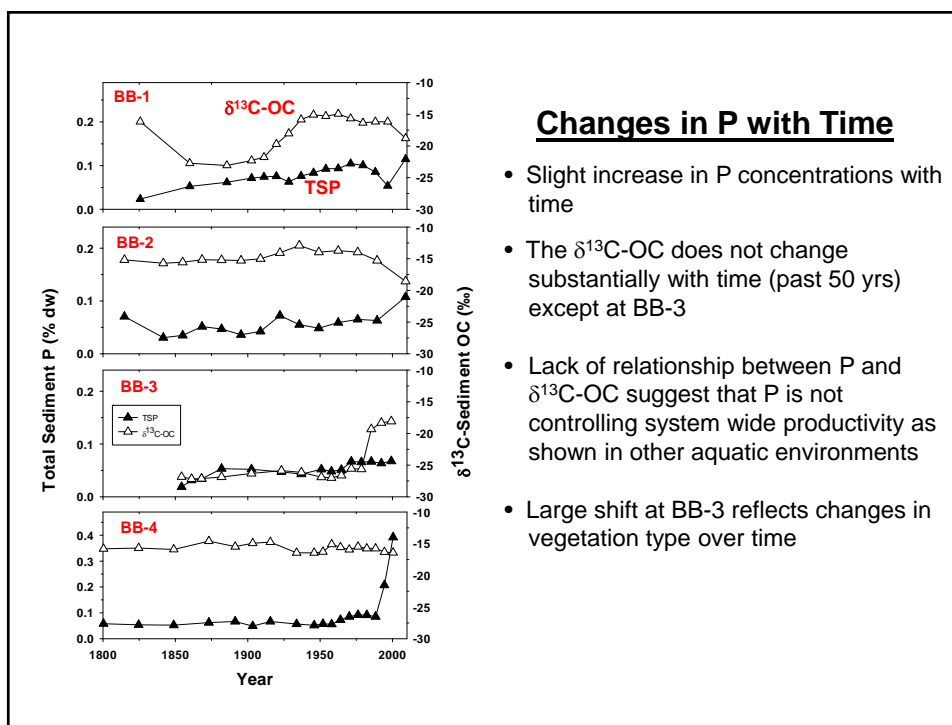 BB-1
δ13C-OC
TSP
0.2
0.1
0.0
-10
-15
-20
-25
-30
BB-2
0.2
0.1
0.0
-10
-15
-20
-25
-30
BB-3
TSP
δ13C-OC
0.2
0.1
0.0
-10
-15
-20
-25
-30
BB-4
0.4
0.3
0.2
0.1
0.0
-10
-15
-20
-25
-30
1800
1850
1900
1950
2000
Year
Total Sediment P (% dw)
δ13C-Sediment OC (‰)
Changes in P with Time
• Slight increase in P concentrations with
time
• The δ13C-OC does not change
substantially with time (past 50 yrs)
except at BB-3
• Lack of relationship between P and
δ13C-OC suggest that P is not
controlling system wide productivity as
shown in other aquatic environments
• Large shift at BB-3 reflects changes in
vegetation type over time